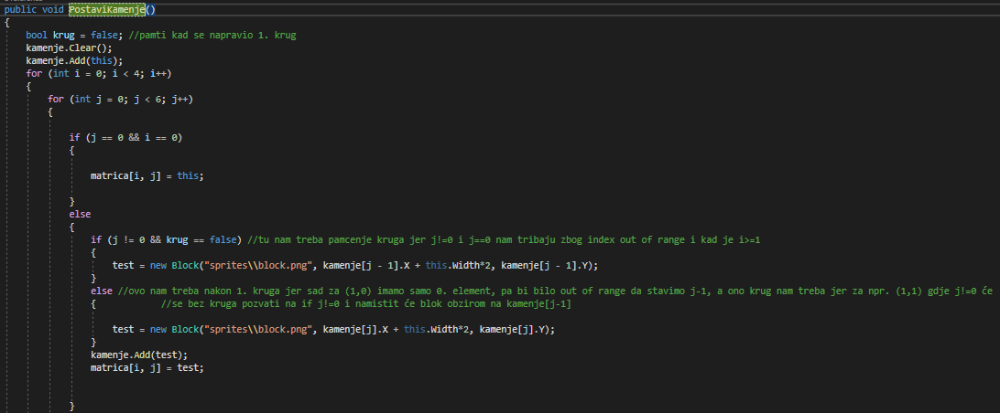 public void PostaviKamenje()
{
    bool krug = false; //pamti kad se napravio 1. krug
    kamenje.Clear();
    kamenje.Add(this);
    for (int i = 0; i < 4; i++)
    {
        for (int j = 0; j < 6; j++)
        {
            if (j == 0 && i == 0)
            {
                matrica[i, j] = this;
            }
            else
            {
                if (j != 0 && krug == false) //tu nam treba pamcenje kruga jer j!=0 i j==0 nam tribaju zbog index out of range i kad je i>=1
                {
                    test = new Block("sprites\\block.png", kamenje[j - 1].X + this.Width*2, kamenje[j - 1].Y);
                }
                else //ovo nam treba nakon 1. kruga jer sad za (1,0) imamo samo 0. element, pa bi bilo out of range da stavimo j-1, a ono krug nam treba jer za npr. (1,1) gdje j!=0 će
                {            //se bez kruga pozvati na if j!=0 i namistit će blok obzirom na kamenje[j-1]
                    test = new Block("sprites\\block.png", kamenje[j].X + this.Width*2, kamenje[j].Y);
                }
                kamenje.Add(test);
                matrica[i, j] = test;
            }